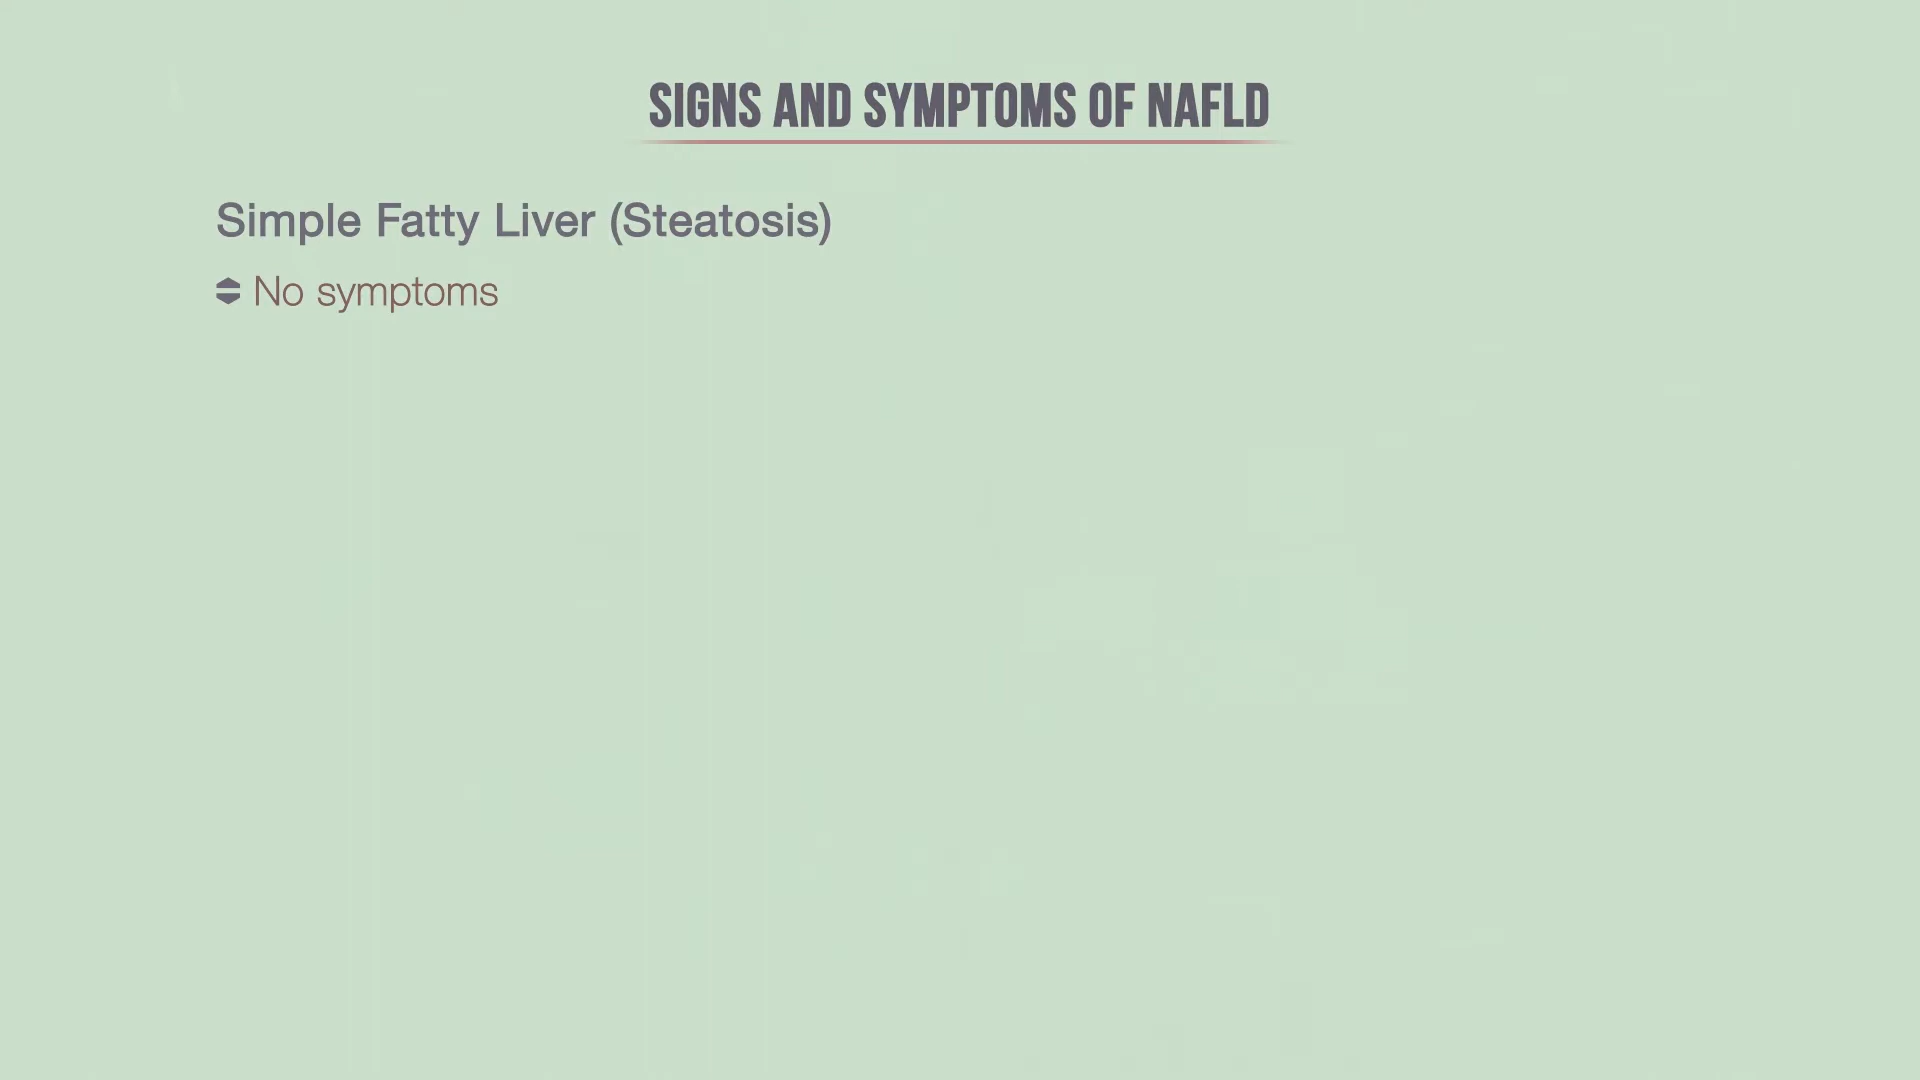 SIGNS AND SYMPTOMS OF NAFLD
Simple Fatty Liver (Steatosis)
No symptoms